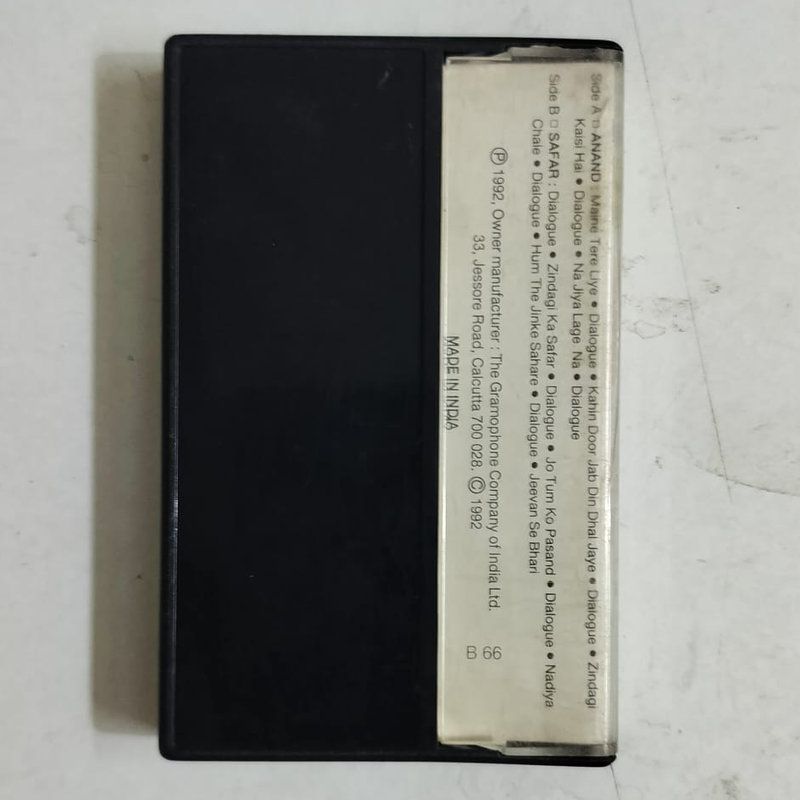 Side A □ ANAND : Maine Tere Liye • Dialogue • Kahin Door Jab Din Dhal Jaye • Dialogue • Zindagi
Kaisi Hai • Dialogue • Na Jiya Lage Na • Dialogue
Side B □ SAFAR : Dialogue • Zindagi Ka Safar • Dialogue • Jo Tum Ko Pasand • Dialogue • Nadiya
Chale • Dialogue • Hum The Jinke Sahare • Dialogue • Jeevan Se Bhari
Ⓟ 1992, Owner manufacturer : The Gramophone Company of India Ltd.
33, Jessore Road, Calcutta 700 028. © 1992
MADE IN INDIA
B 66